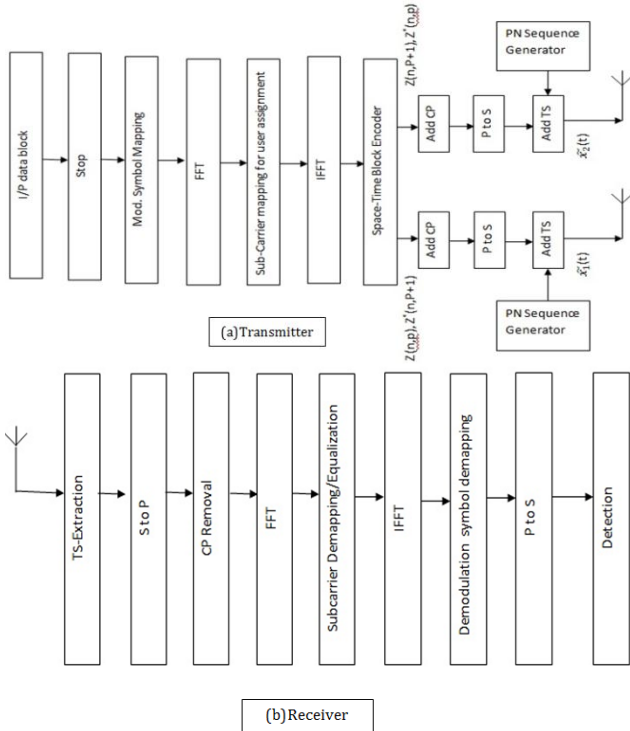 I/P data block
Stop
Mod. Symbol Mapping
FFT
Sub-Carrier mapping for user assignment
IFFT
Space-Time Block Encoder
Z(n,P+1),Z*(n,p)
Add CP
P to S
PN Sequence
Generator
Add TS
x̃₂(t)
Z(n,p),Z*(n,P+1)
Add CP
P to S
Add TS
x̃₁(t)
PN Sequence
Generator
(a)Transmitter
TS-Extraction
S to P
CP Removal
FFT
Subcarrier Demapping/Equalization
IFFT
Demodulation symbol demapping
P to S
Detection
(b)Receiver